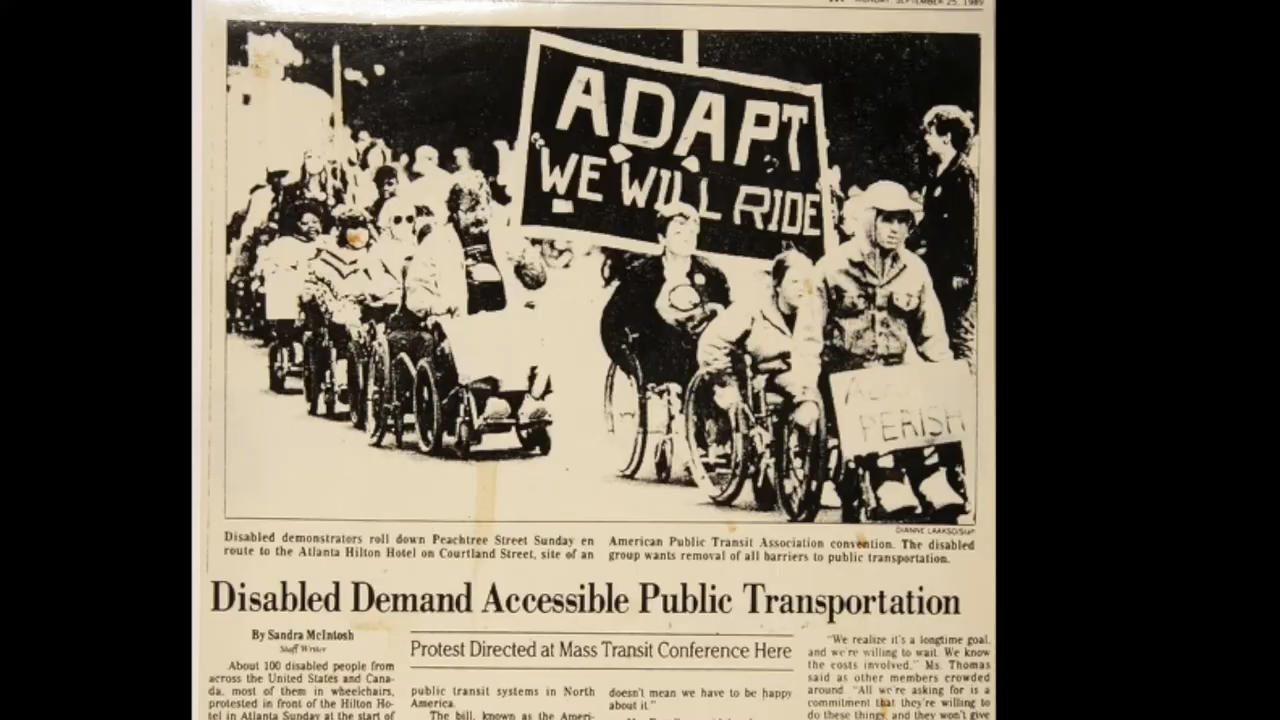 MONDAY, SEPTEMBER 25, 1989
ADAPT
WE WILL RIDE
PERISH
DIANNE LAAKSO/Staff
Disabled demonstrators roll down Peachtree Street Sunday en
route to the Atlanta Hilton Hotel on Courtland Street, site of an
American Public Transit Association convention. The disabled
group wants removal of all barriers to public transportation.
Disabled Demand Accessible Public Transportation
By Sandra McIntosh
Staff Writer
About 100 disabled people from
across the United States and Cana-
da, most of them in wheelchairs,
protested in front of the Hilton Ho-
tel in Atlanta Sunday at the start of
Protest Directed at Mass Transit Conference Here
public transit systems in North
America.
The bill, known as the Ameri-
doesn't mean we have to be happy
about it."
"We realize it's a longtime goal,
and we're willing to wait. We know
the costs involved," Ms. Thomas
said as other members crowded
around. "All we're asking for is a
commitment that they're willing to
do these things, and they won't give